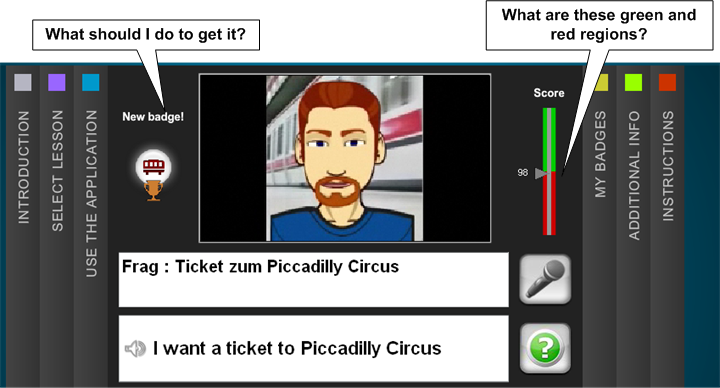 What should I do to get it?
What are these green and
red regions?
INTRODUCTION
SELECT LESSON
USE THE APPLICATION
New badge!
Score
98
MY BADGES
ADDITIONAL INFO
INSTRUCTIONS
Frag : Ticket zum Piccadilly Circus
I want a ticket to Piccadilly Circus
?